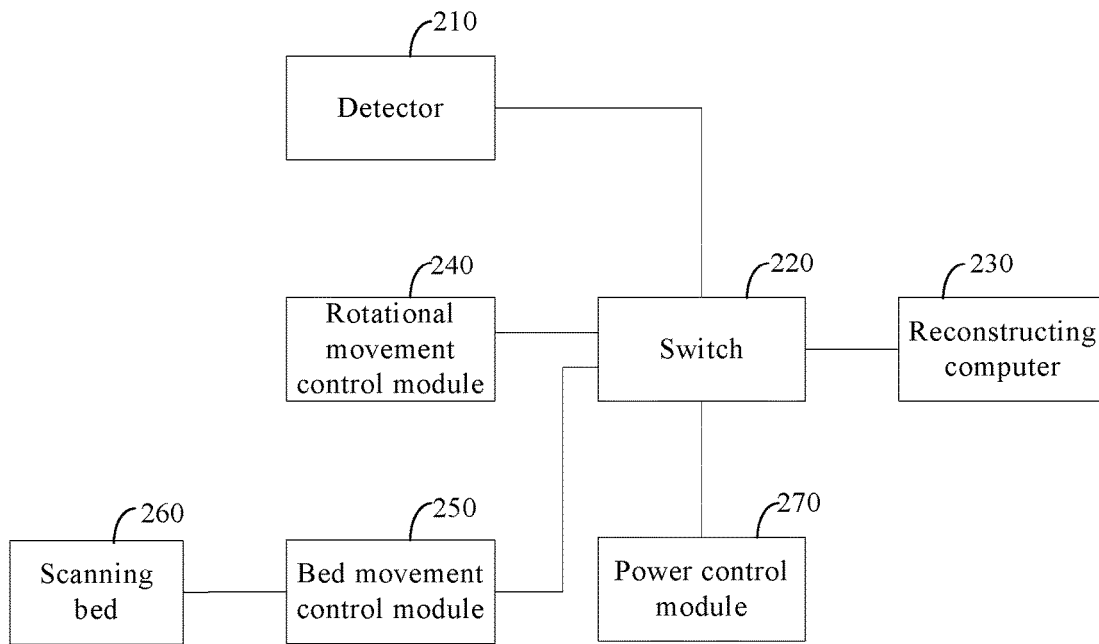 210
Detector
240
220
230
Rotational
movement
control module
Switch
Reconstructing
computer
260
250
270
Scanning
bed
Bed movement
control module
Power control
module